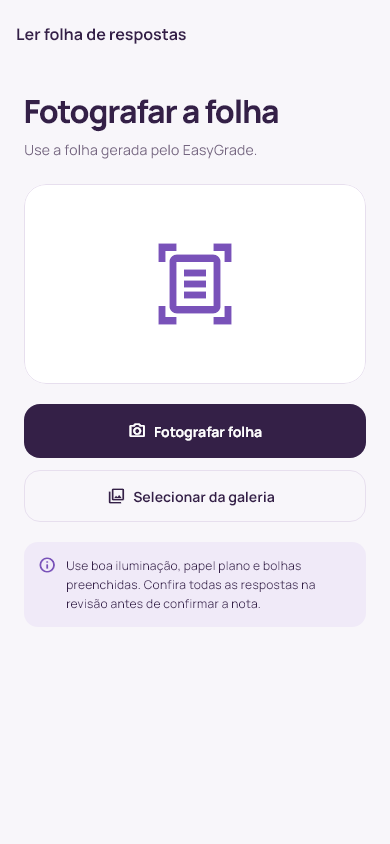 Ler folha de respostas
Fotografar a folha
Use a folha gerada pelo EasyGrade.
Fotografar folha
Selecionar da galeria
Use boa iluminação, papel plano e bolhas
preenchidas. Confira todas as respostas na
revisão antes de confirmar a nota.